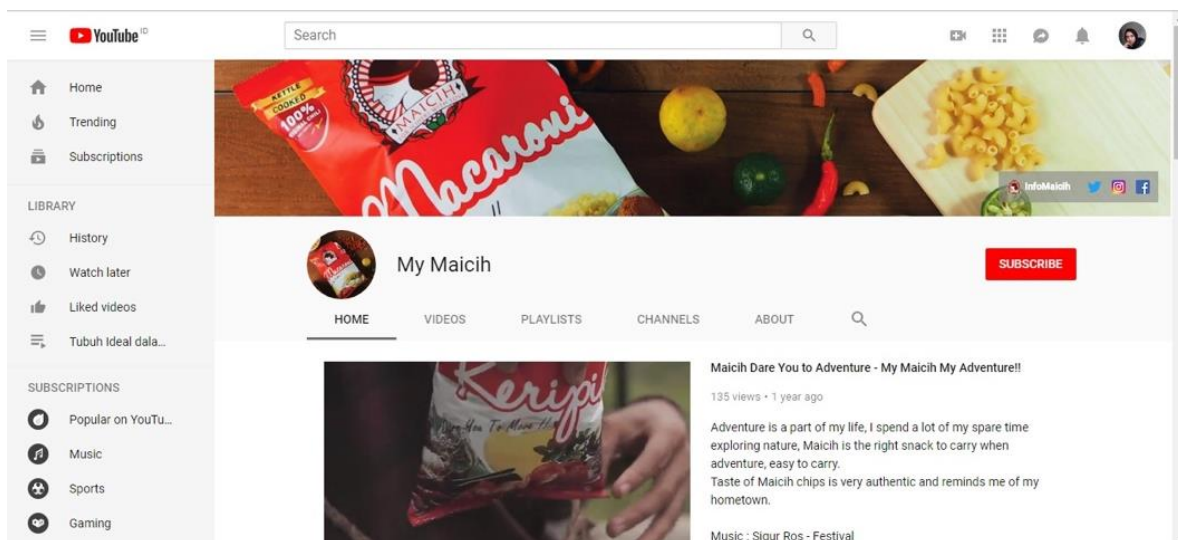 YouTube ID
Search
Home
Trending
Subscriptions
LIBRARY
History
Watch later
Liked videos
Tubuh Ideal dala...
SUBSCRIPTIONS
Popular on YouTu...
Music
Sports
Gaming
KETTLE
COOKED
100%
MAICIH
Macaroni
InfoMaicih
My Maicih
SUBSCRIBE
HOME
VIDEOS
PLAYLISTS
CHANNELS
ABOUT
Keripi
Maicih Dare You to Adventure - My Maicih My Adventure!!
135 views • 1 year ago
Adventure is a part of my life, I spend a lot of my spare time
exploring nature, Maicih is the right snack to carry when
adventure, easy to carry.
Taste of Maicih chips is very authentic and reminds me of my
hometown.
Music : Sigur Ros - Festival